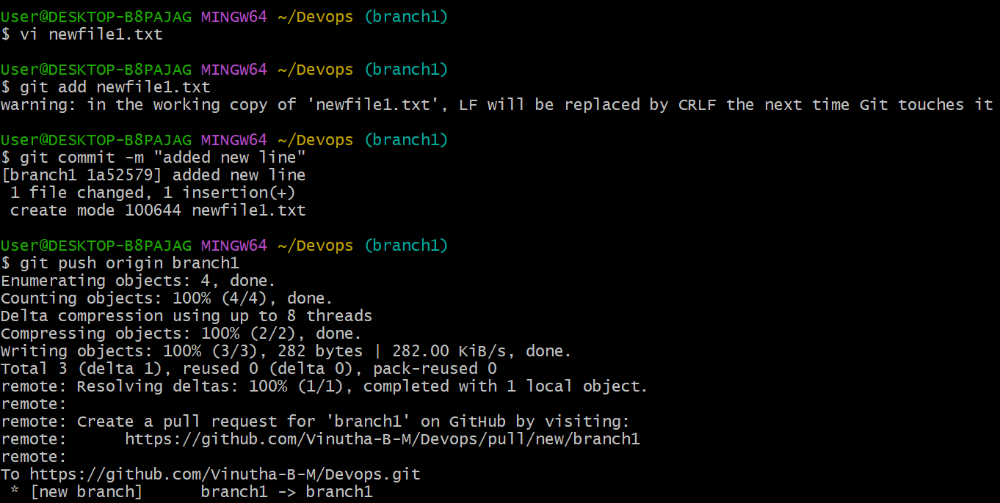 User@DESKTOP-B8PAJAG MINGW64 ~/Devops (branch1)
$ vi newfile1.txt

User@DESKTOP-B8PAJAG MINGW64 ~/Devops (branch1)
$ git add newfile1.txt
warning: in the working copy of 'newfile1.txt', LF will be replaced by CRLF the next time Git touches it

User@DESKTOP-B8PAJAG MINGW64 ~/Devops (branch1)
$ git commit -m "added new line"
[branch1 1a52579] added new line
 1 file changed, 1 insertion(+)
 create mode 100644 newfile1.txt

User@DESKTOP-B8PAJAG MINGW64 ~/Devops (branch1)
$ git push origin branch1
Enumerating objects: 4, done.
Counting objects: 100% (4/4), done.
Delta compression using up to 8 threads
Compressing objects: 100% (2/2), done.
Writing objects: 100% (3/3), 282 bytes | 282.00 KiB/s, done.
Total 3 (delta 1), reused 0 (delta 0), pack-reused 0
remote: Resolving deltas: 100% (1/1), completed with 1 local object.
remote:
remote: Create a pull request for 'branch1' on GitHub by visiting:
remote:      https://github.com/Vinutha-B-M/Devops/pull/new/branch1
remote:
To https://github.com/Vinutha-B-M/Devops.git
 * [new branch]      branch1 -> branch1